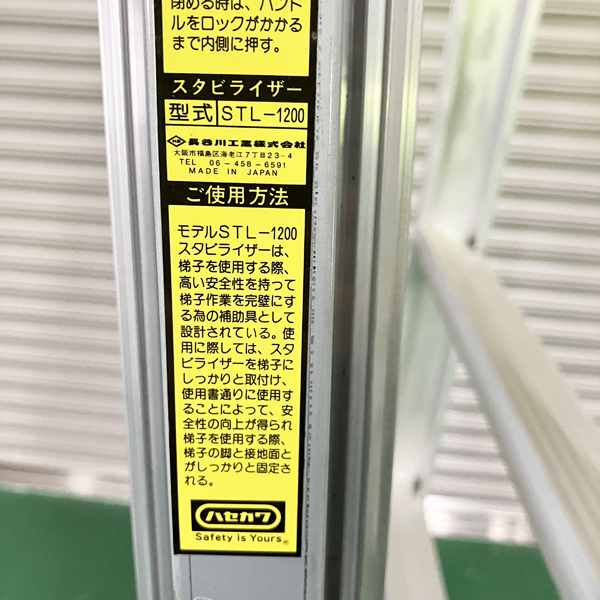 閉める時は、ハンド
ルをロックがかかる
まで内側に押す。
スタビライザー
型式 STL-1200
長谷川工業株式会社
大阪市福島区海老江7丁目23-4
TEL 06-458-6591
MADE IN JAPAN
ご使用方法
モデルSTL-1200
スタビライザーは、
梯子を使用する際、
高い安全性を持って
梯子作業を完璧にす
る為の補助具として
設計されている。使
用に際しては、スタ
ビライザーを梯子に
しっかりと取付け、
使用書通りに使用す
ることによって、安
全性の向上が得られ
梯子を使用する際、
梯子の脚と接地面と
がしっかりと固定さ
れる。
ハセガワ
Safety is Yours®